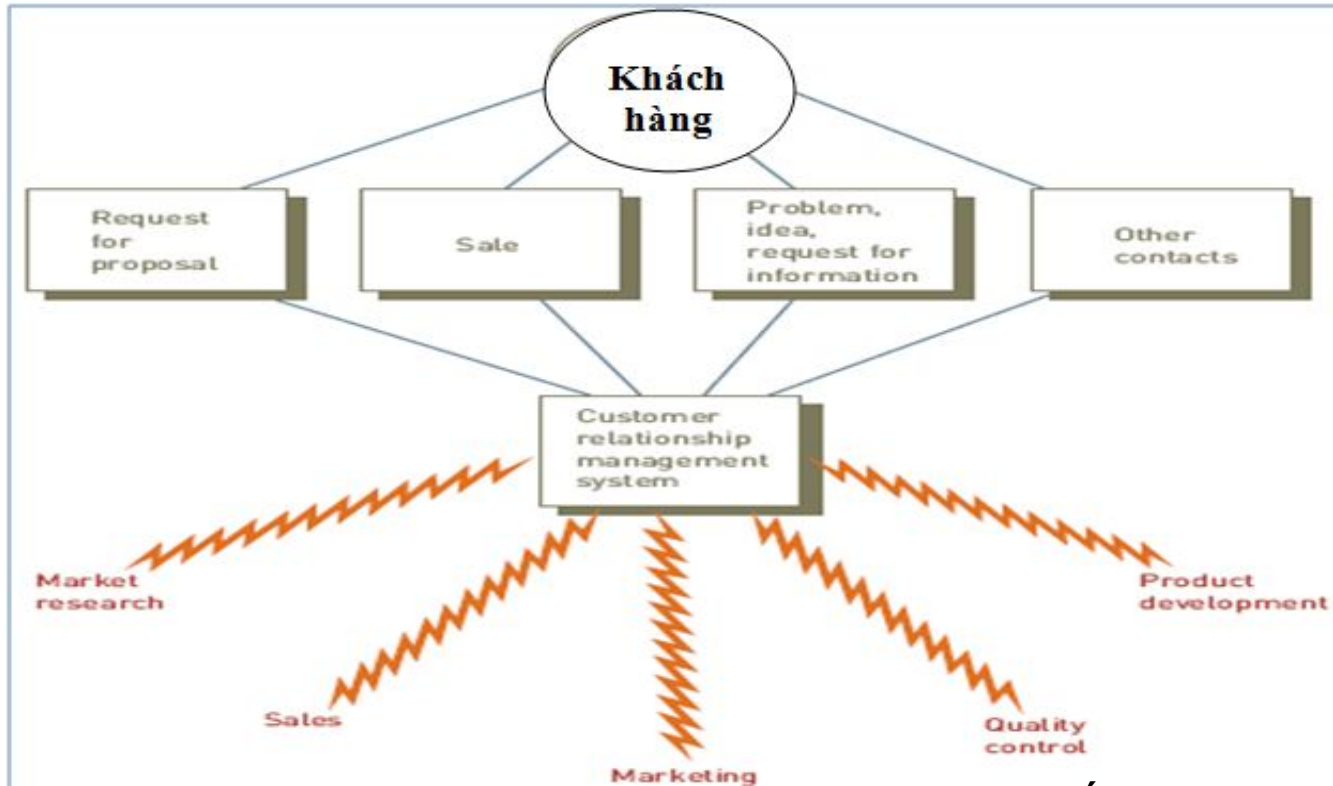 Khách
hàng
Request
for
proposal
Sale
Problem,
idea,
request for
information
Other
contacts
Customer
relationship
management
system
Market
research
Sales
Marketing
Quality
control
Product
development